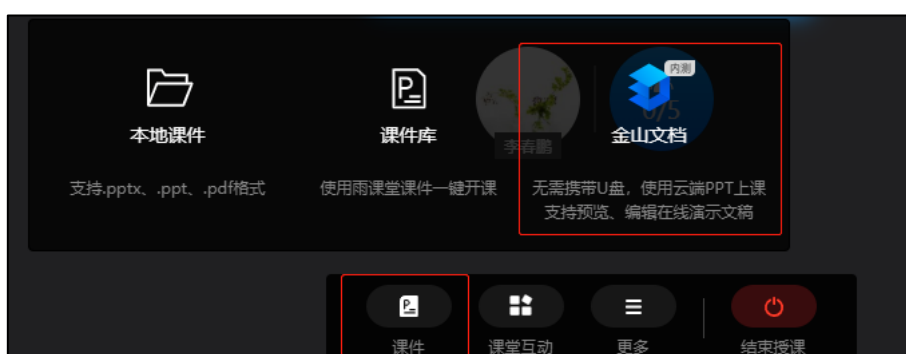 内测
0/5
本地课件
课件库
李春鹏
金山文档
支持.pptx、.ppt、.pdf格式
使用雨课堂课件一键开课
无需携带U盘，使用云端PPT上课
支持预览、编辑在线演示文稿
课件
课堂互动
更多
结束授课